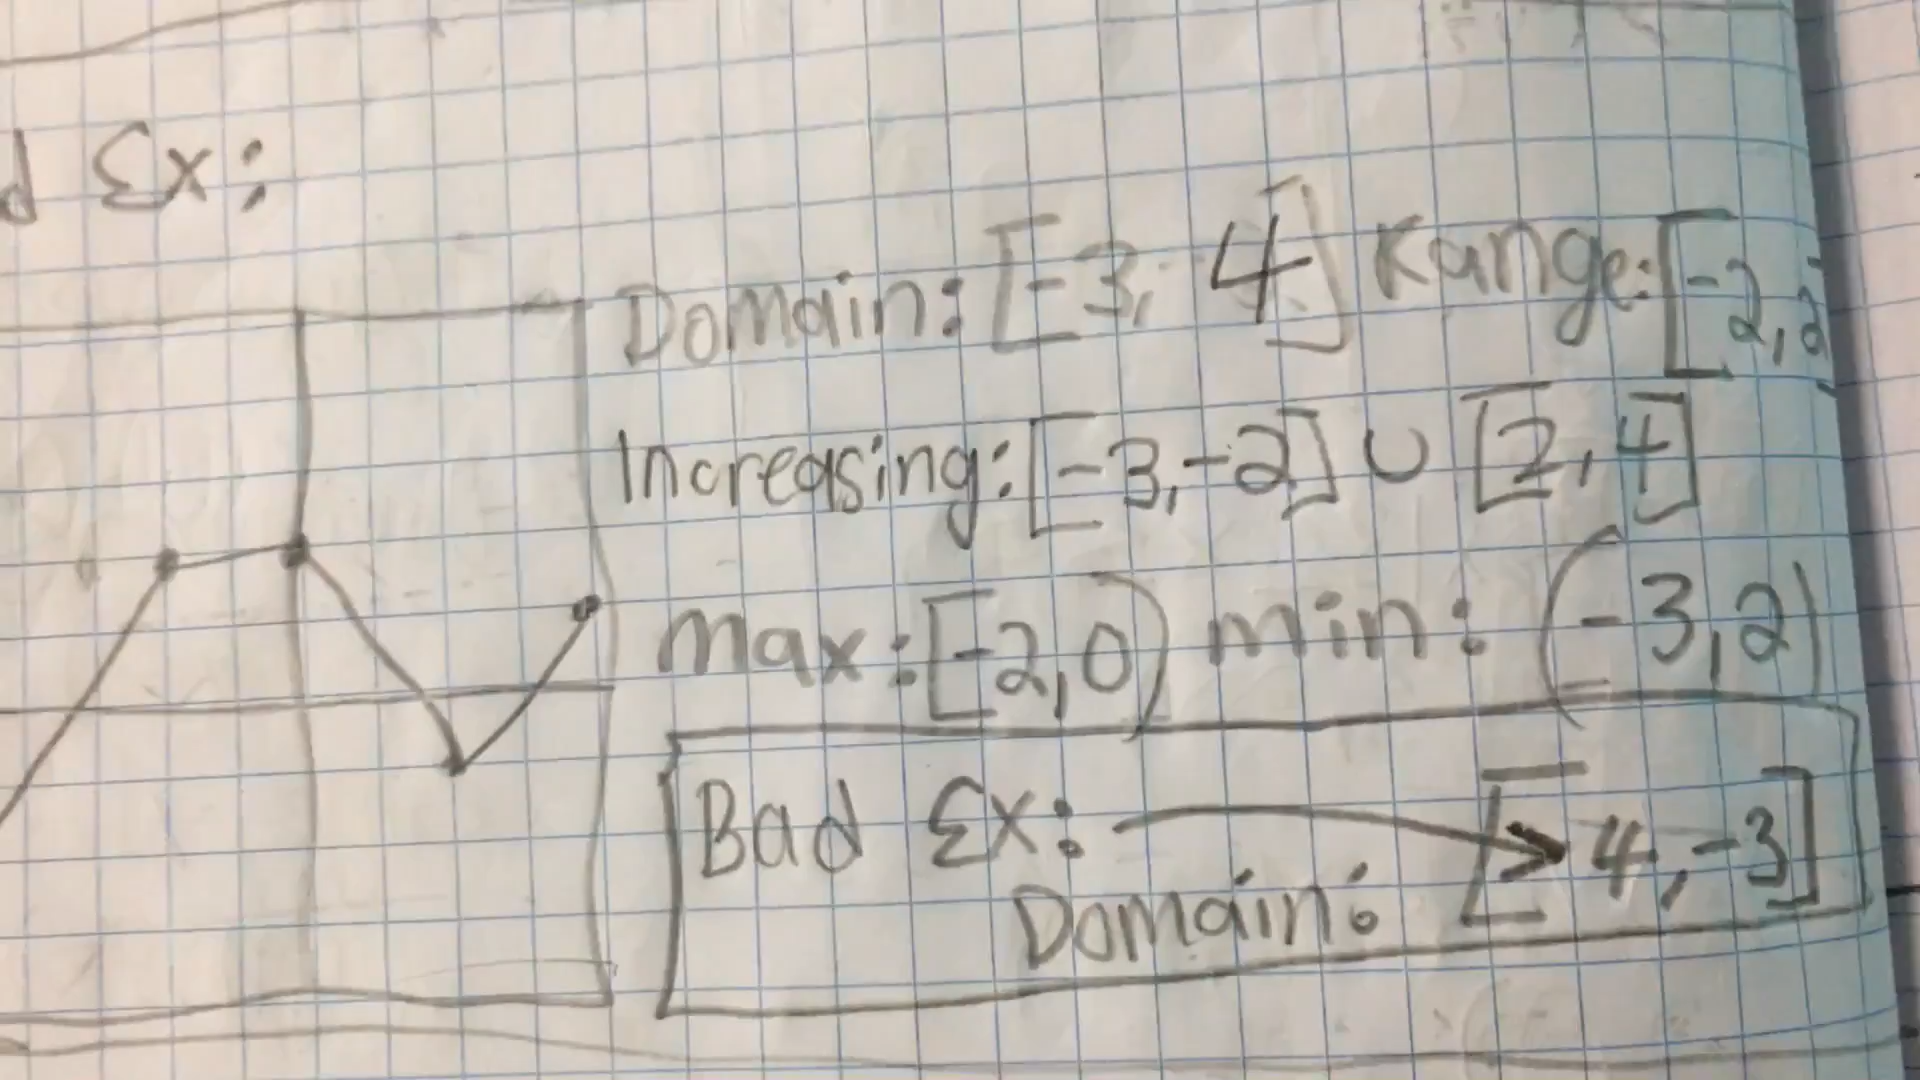 d Ex:
Domain: [-3, 4] Range: [-2, 2
Increasing: [-3, -2] ∪ [2, 4]
Max: [-2, 0) min: (-3, 2)
Bad Ex: → [4, -3]
Domain: